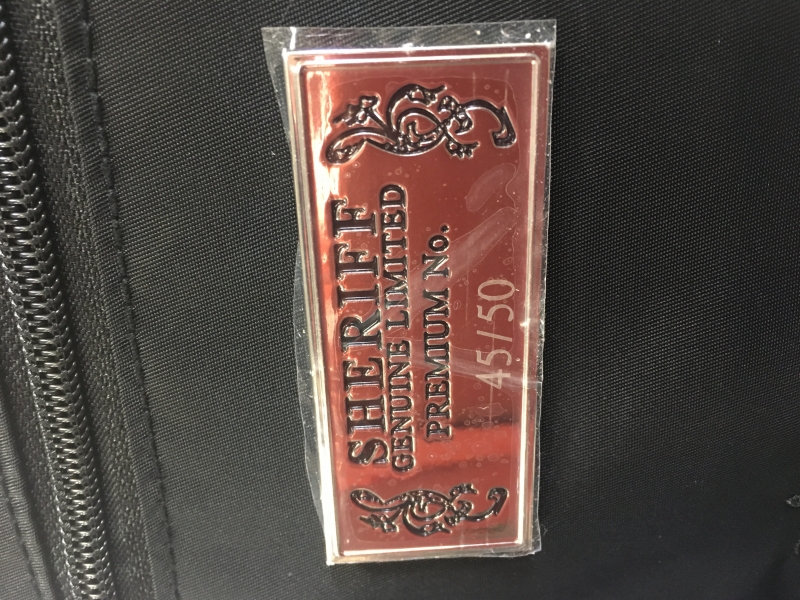 SHERIFF
GENUINE LIMITED
PREMIUM No.
45/50